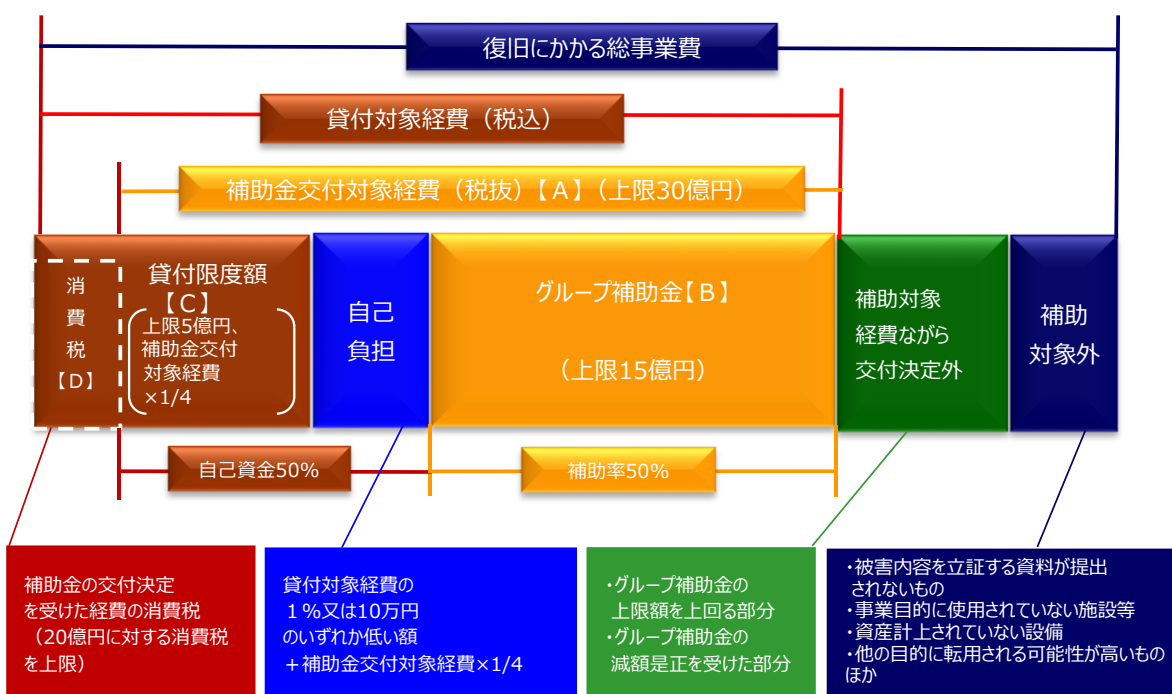 復旧にかかる総事業費
貸付対象経費（税込）
補助金交付対象経費（税抜）【A】（上限30億円）
消
費
税
【D】
貸付限度額
【C】
上限5億円、
補助金交付
対象経費
×1/4
自己
負担
グループ補助金【B】
（上限15億円）
補助対象
経費ながら
交付決定外
補助
対象外
自己資金50%
補助率50%
補助金の交付決定
を受けた経費の消費税
（20億円に対する消費税
を上限）
貸付対象経費の
１％又は10万円
のいずれか低い額
＋補助金交付対象経費×1/4
・グループ補助金の
上限額を上回る部分
・グループ補助金の
減額是正を受けた部分
・被害内容を立証する資料が提出
されないもの
・事業目的に使用されていない施設等
・資産計上されていない設備
・他の目的に転用される可能性が高いもの
ほか